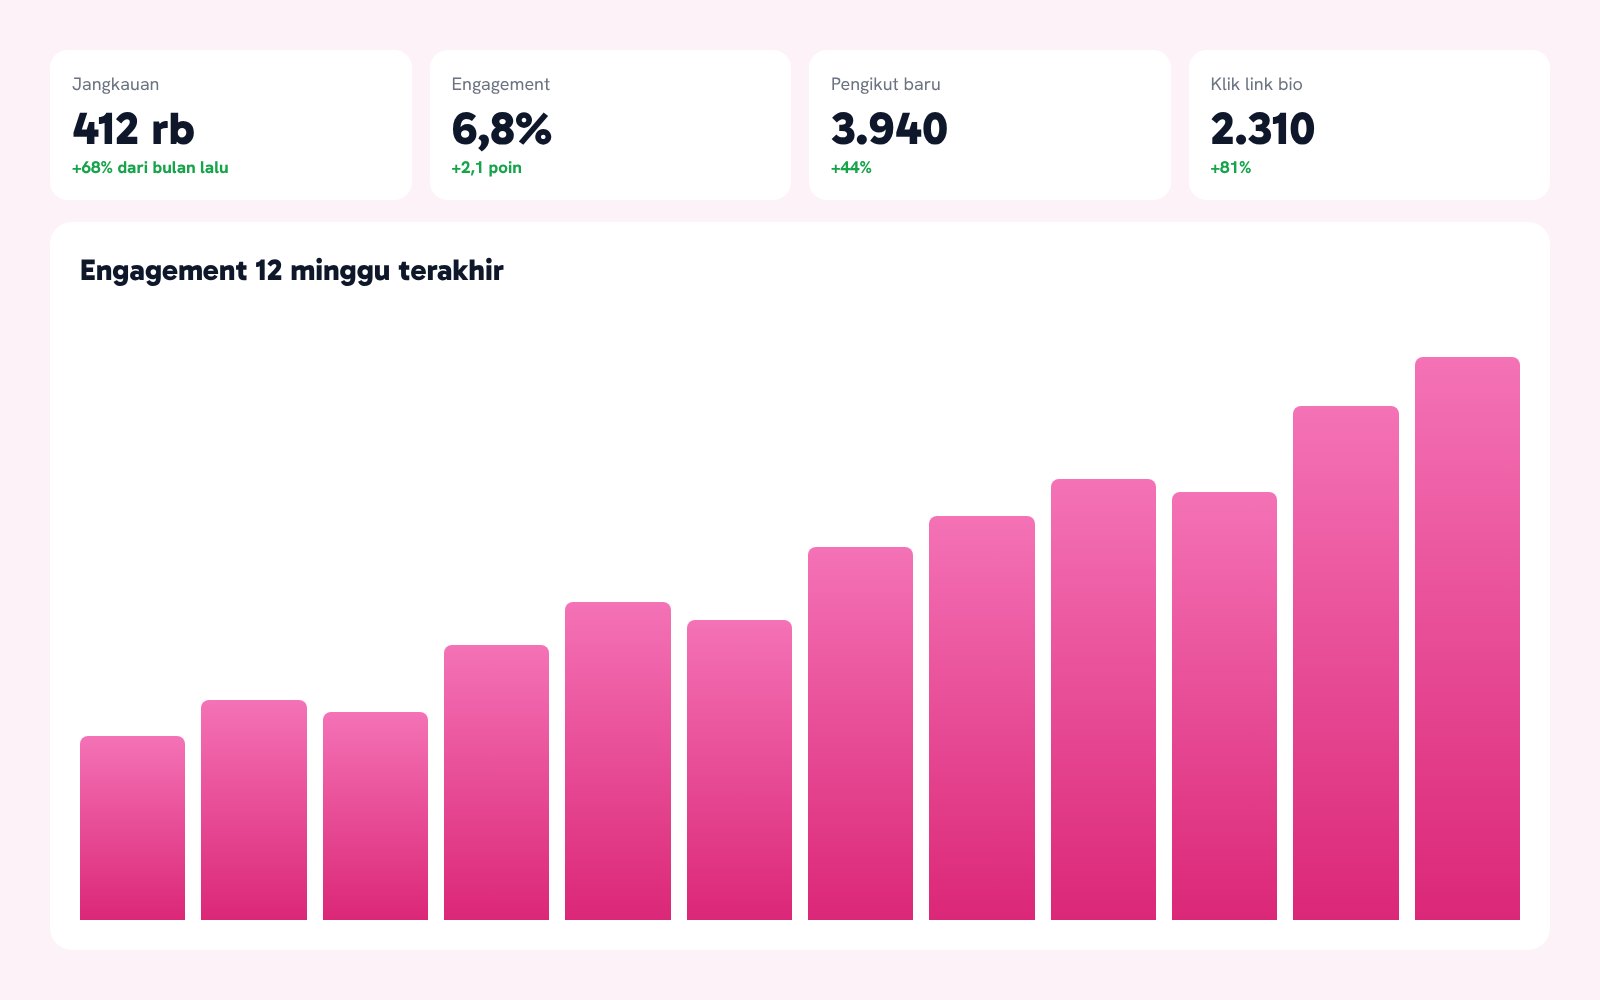 Jangkauan
412 rb
+68% dari bulan lalu
Engagement
6,8%
+2,1 poin
Pengikut baru
3.940
+44%
Klik link bio
2.310
+81%
Engagement 12 minggu terakhir